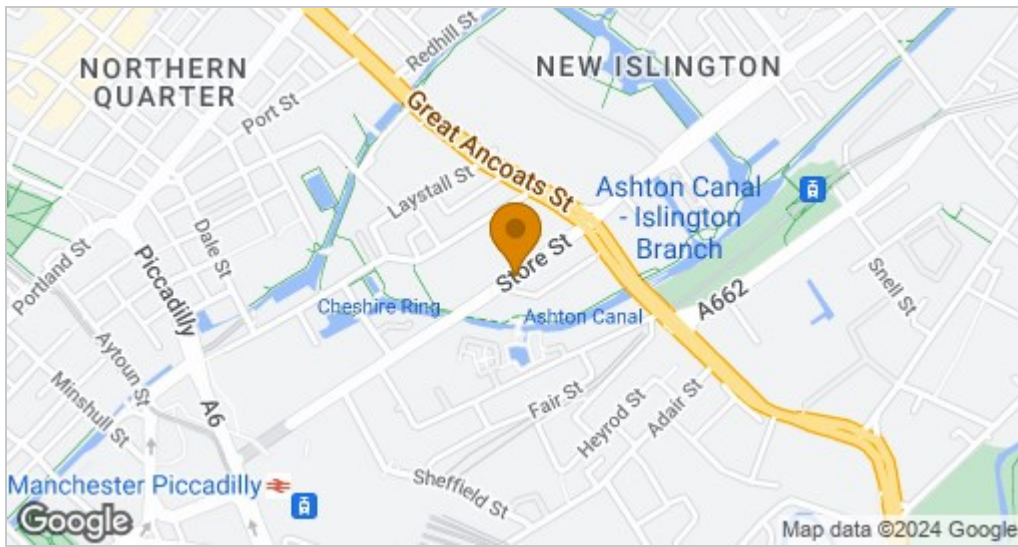 NORTHERN
QUARTER
Port St
Redhill St
NEW ISLINGTON
Great Ancoats St
Laystall St
Ashton Canal
- Islington
Branch
Dale St
Portland St
Piccadilly
Store St
Cheshire Ring
Ashton Canal
A662
Snell St
Aytoun St
Minshull St
A6
Fair St
Heyrod St
Adair St
Sheffield St
Manchester Piccadilly
Google
Map data ©2024 Google